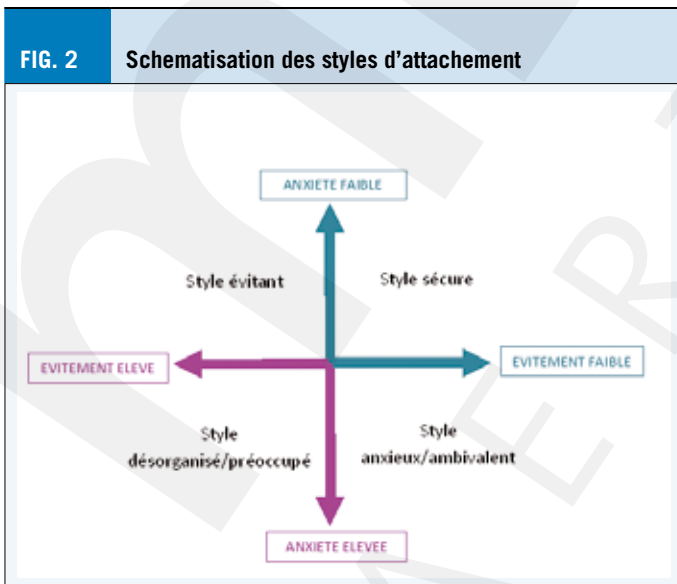 FIG. 2
Schematisation des styles d'attachement
ANXIETE FAIBLE
Style évitant
Style sécure
EVITEMENT ELEVE
EVITEMENT FAIBLE
Style
désorganisé/préoccupé
Style
anxieux/ambivalent
ANXIETE ELEVEE